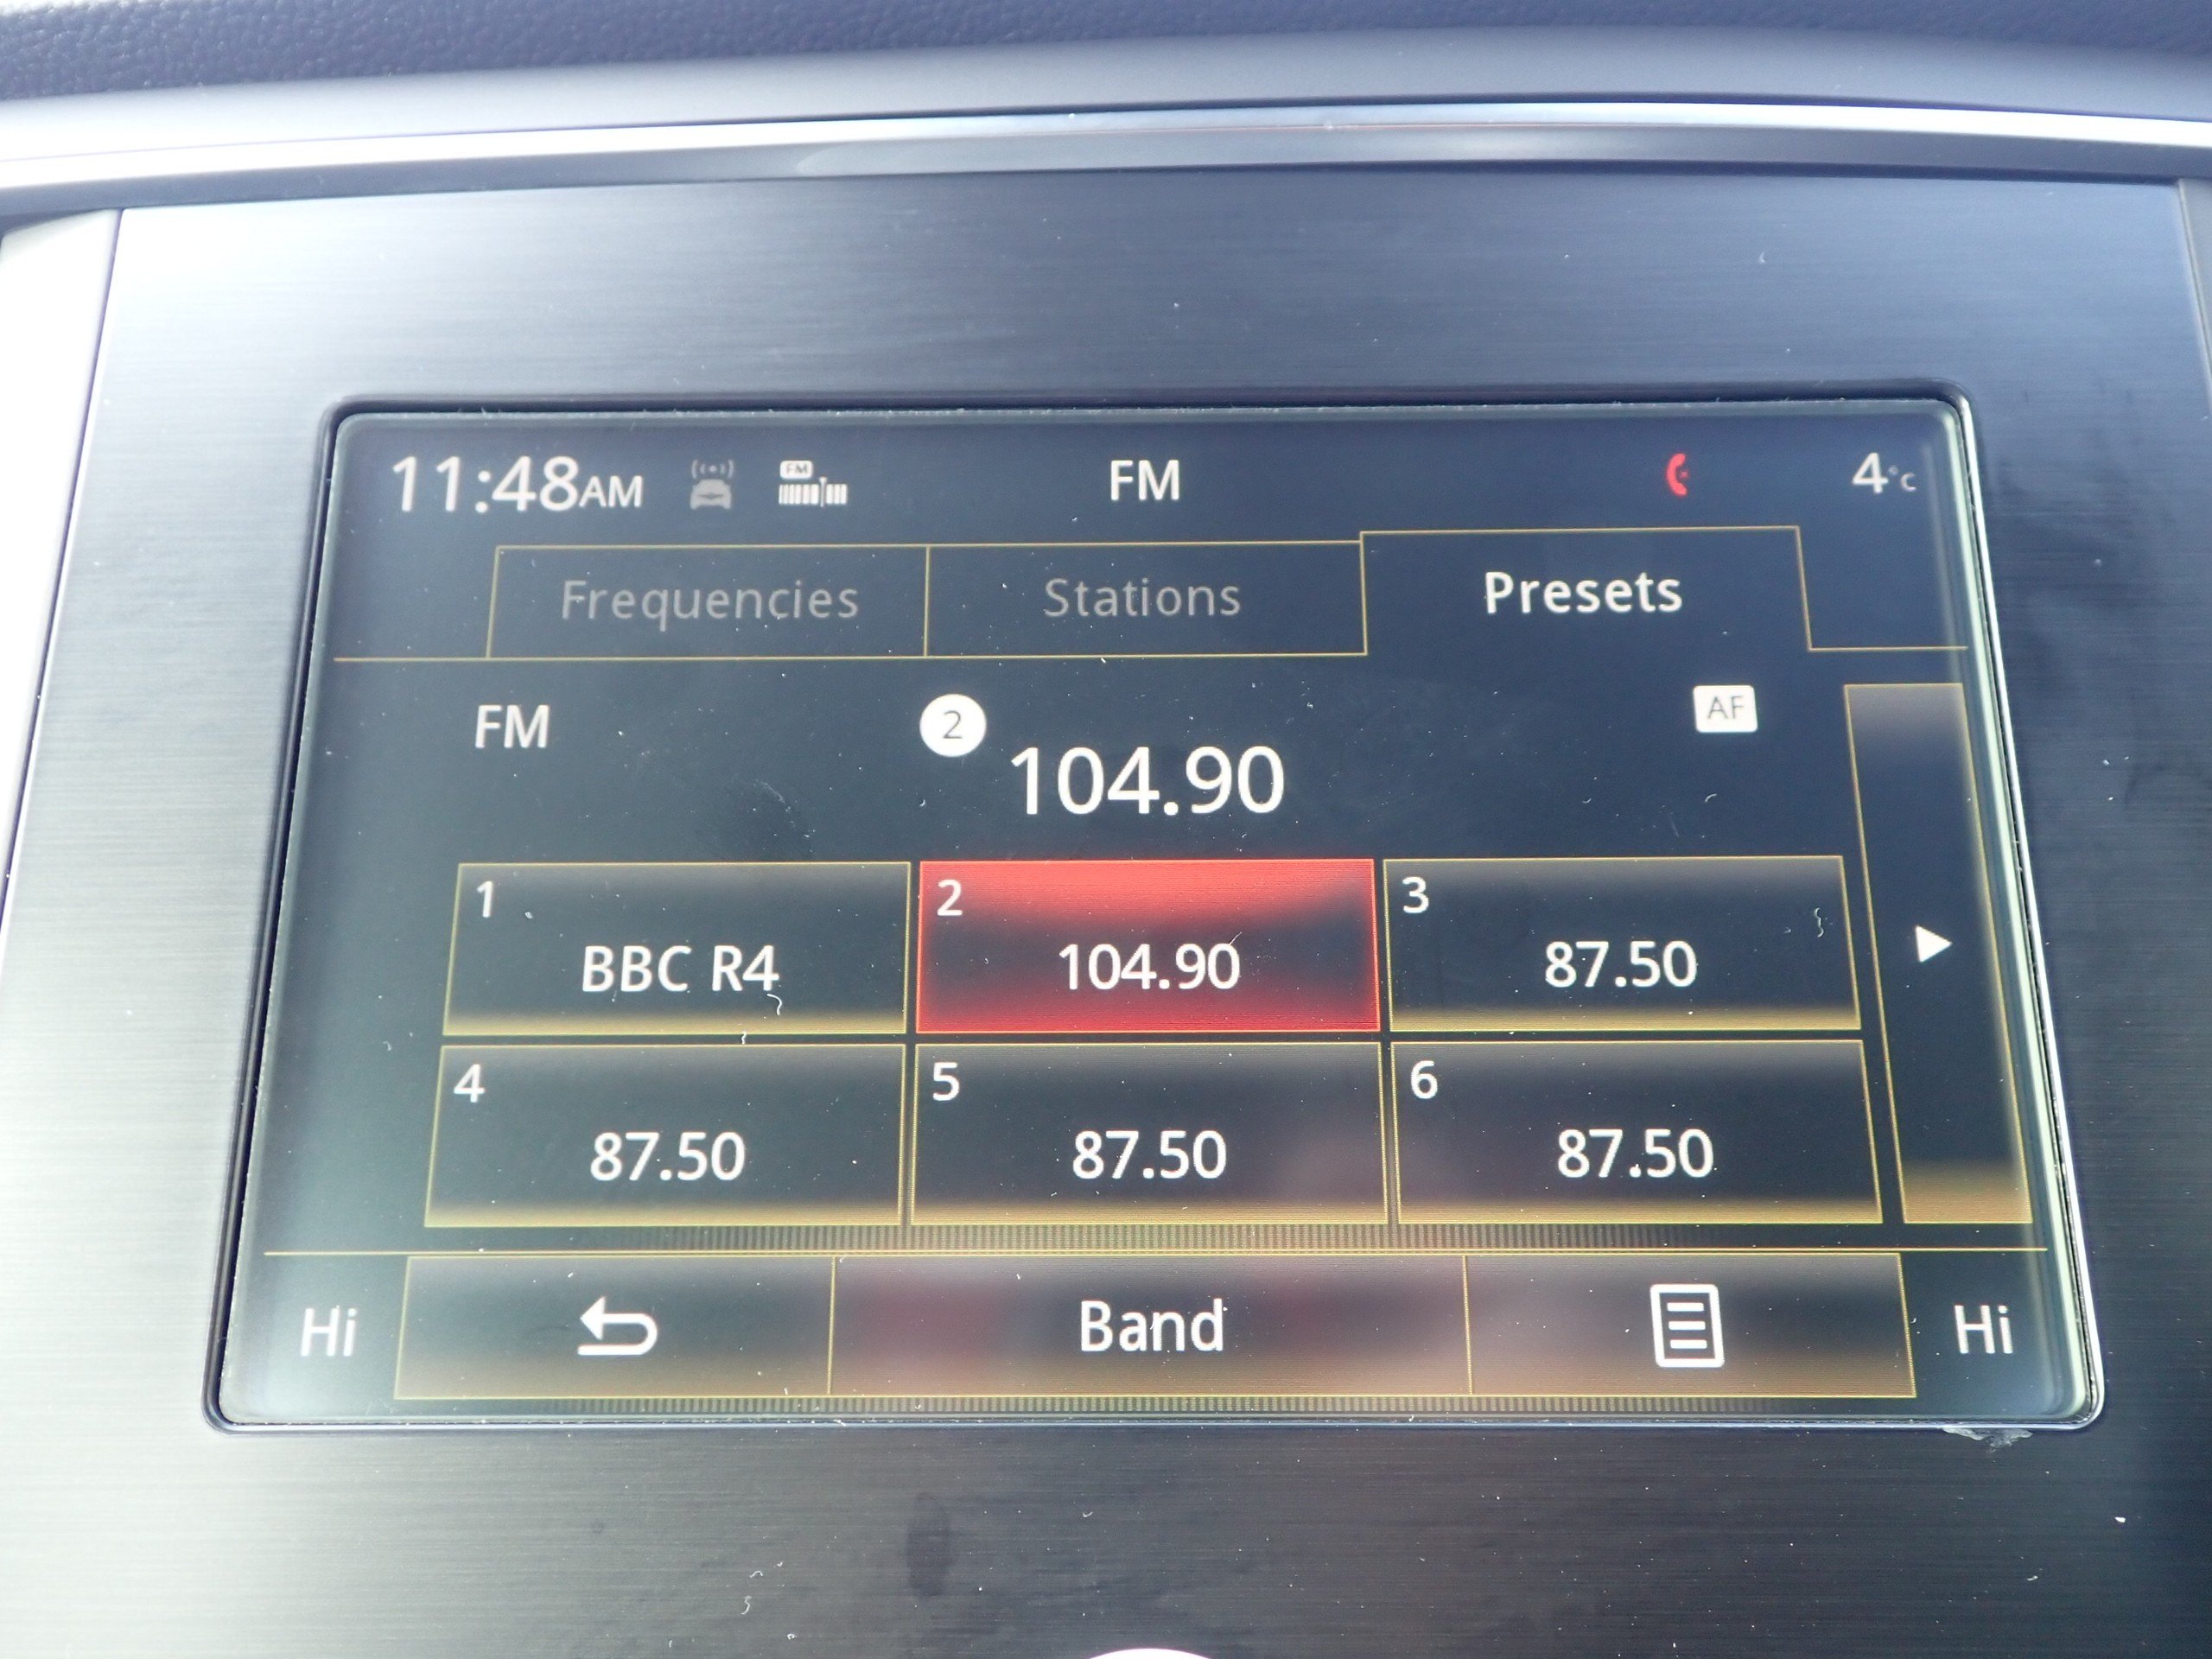 11:48AM FM FM 4°C
Frequencies Stations Presets
FM 2 104.90 AF
1 2 3
BBC R4 104.90 87.50
4 5 6
87.50 87.50 87.50
Hi Band Hi